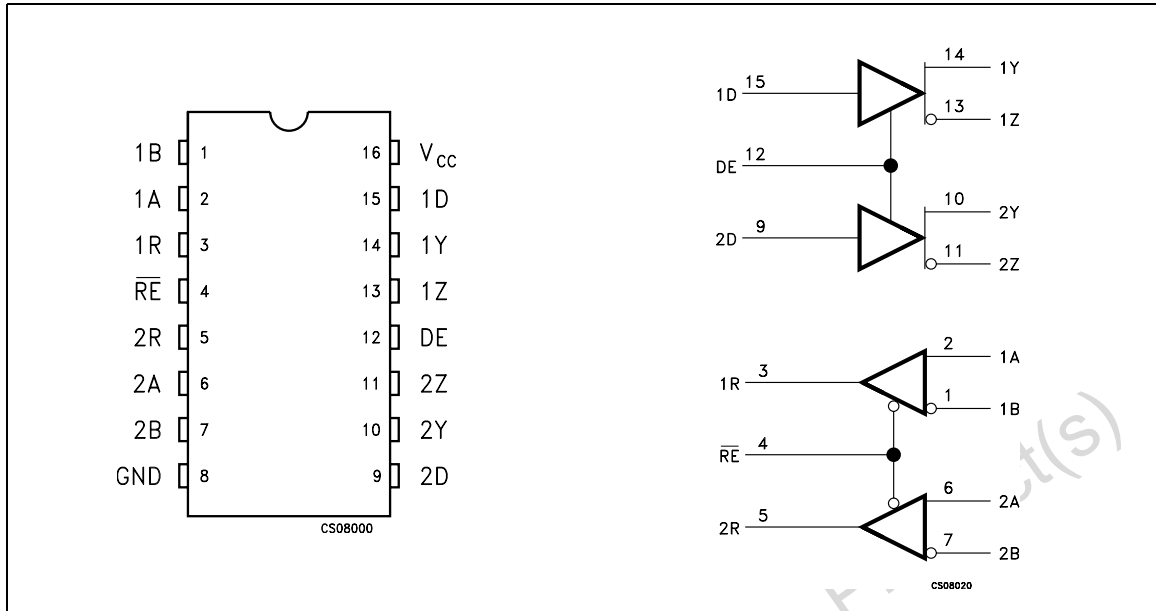 1B 1 16 VCC
1A 2 15 1D
1R 3 14 1Y
R̅E̅ 4 13 1Z
2R 5 12 DE
2A 6 11 2Z
2B 7 10 2Y
GND 8 9 2D
CS08000
14 1Y
1D 15
13 1Z
DE 12
10 2Y
2D 9
11 2Z
2 1A
1R 3
1 1B
R̅E̅ 4
6 2A
2R 5
7 2B
CS08020
ct(s)